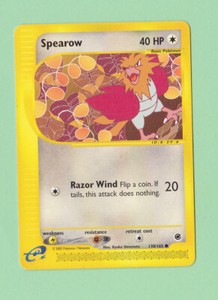 Spearow 40 HP
Basic Pokémon
Razor Wind Flip a coin. If
tails, this attack does nothing.
20
weakness resistance retreat cost
e